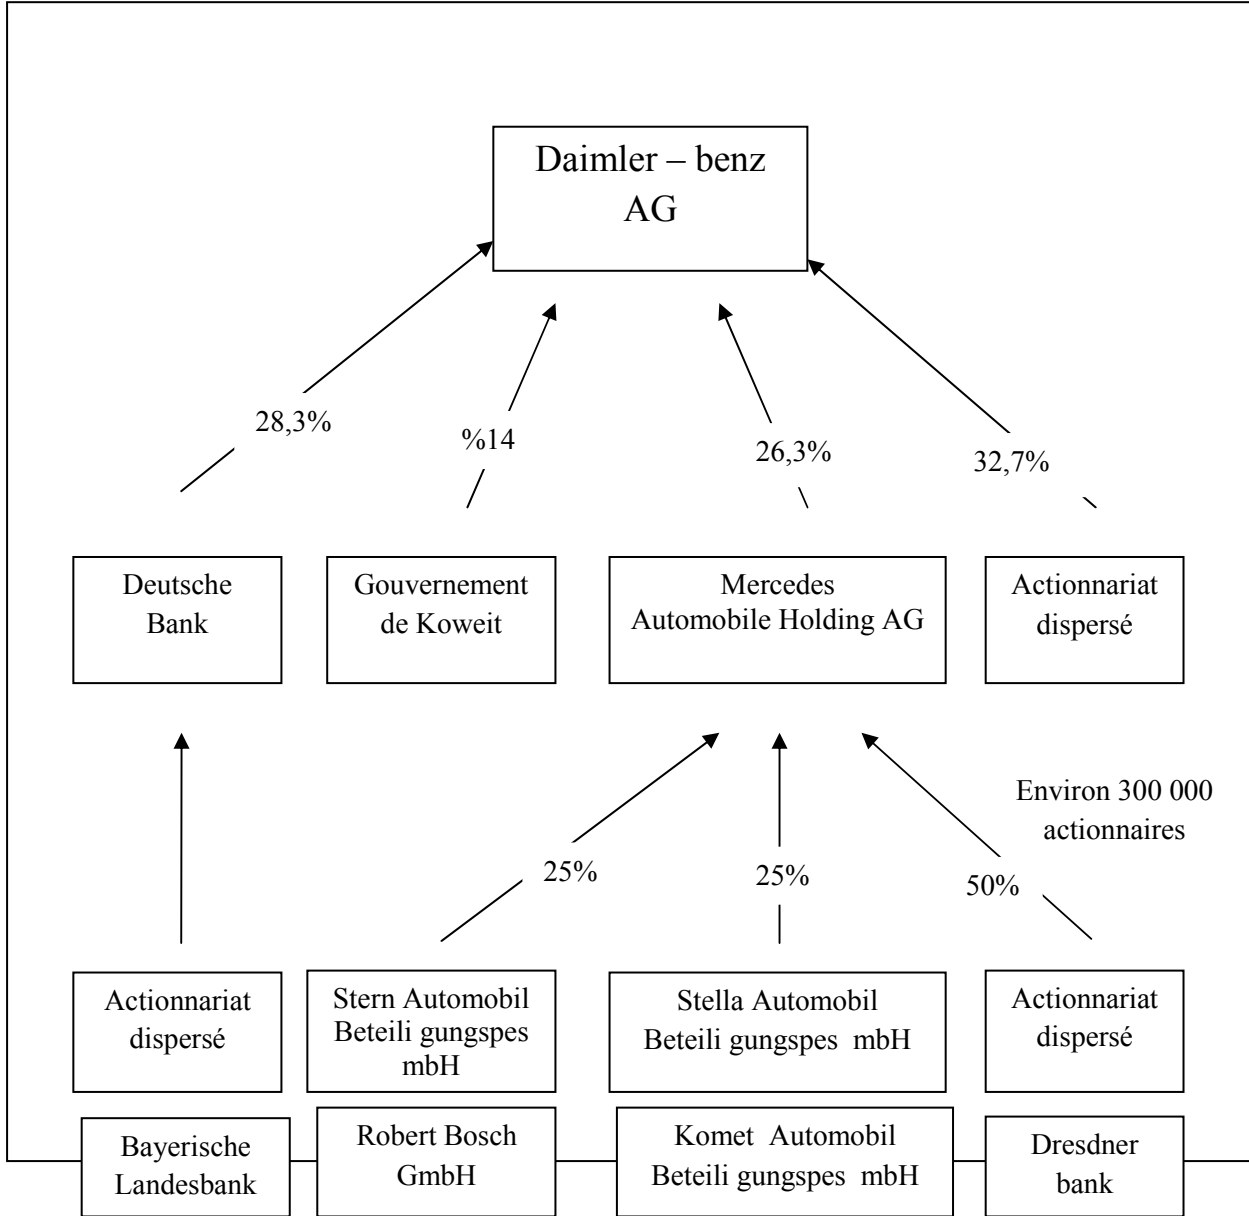 Daimler – benz
AG
28,3%
%14
26,3%
32,7%
Deutsche
Bank
Gouvernement
de Koweit
Mercedes
Automobile Holding AG
Actionnariat
dispersé
Environ 300 000
actionnaires
25%
25%
50%
Actionnariat
dispersé
Stern Automobil
Beteili gungspes
mbH
Stella Automobil
Beteili gungspes mbH
Actionnariat
dispersé
Bayerische
Landesbank
Robert Bosch
GmbH
Komet Automobil
Beteili gungspes mbH
Dresdner
bank